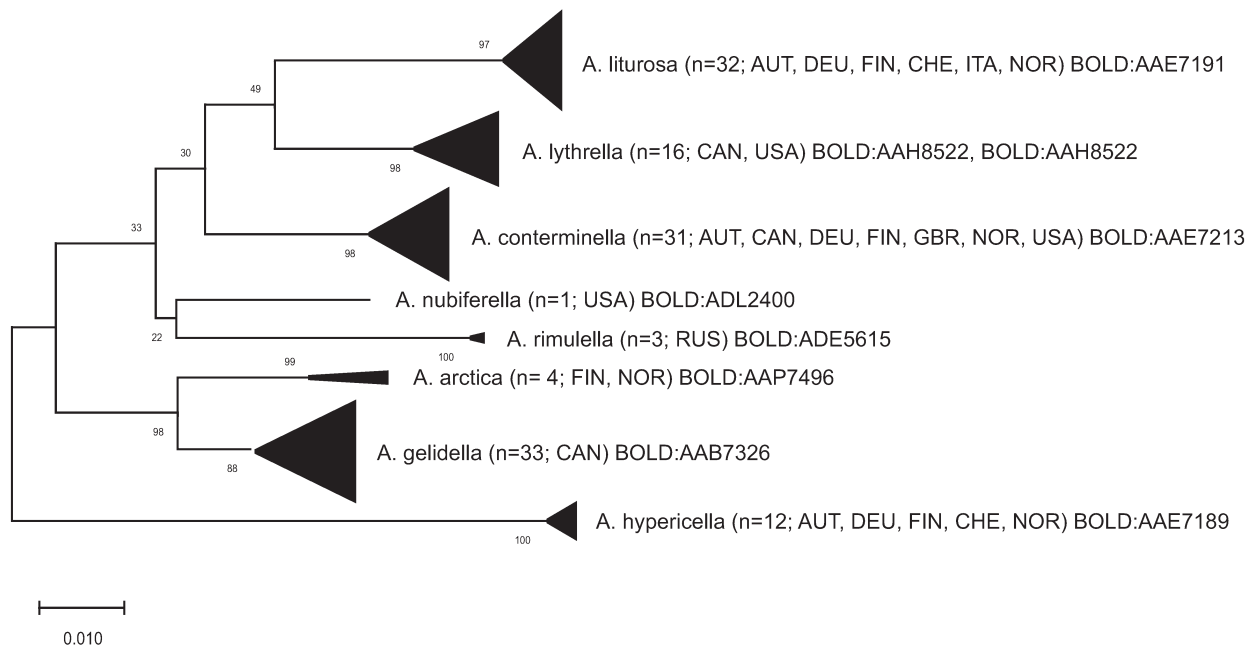 97
A. liturosa (n=32; AUT, DEU, FIN, CHE, ITA, NOR) BOLD:AAE7191
49
A. lythrella (n=16; CAN, USA) BOLD:AAH8522, BOLD:AAH8522
98
30
A. conterminella (n=31; AUT, CAN, DEU, FIN, GBR, NOR, USA) BOLD:AAE7213
98
33
A. nubiferella (n=1; USA) BOLD:ADL2400
22
A. rimulella (n=3; RUS) BOLD:ADE5615
100
99
A. arctica (n= 4; FIN, NOR) BOLD:AAP7496
98
A. gelidella (n=33; CAN) BOLD:AAB7326
88
A. hypericella (n=12; AUT, DEU, FIN, CHE, NOR) BOLD:AAE7189
100
0.010